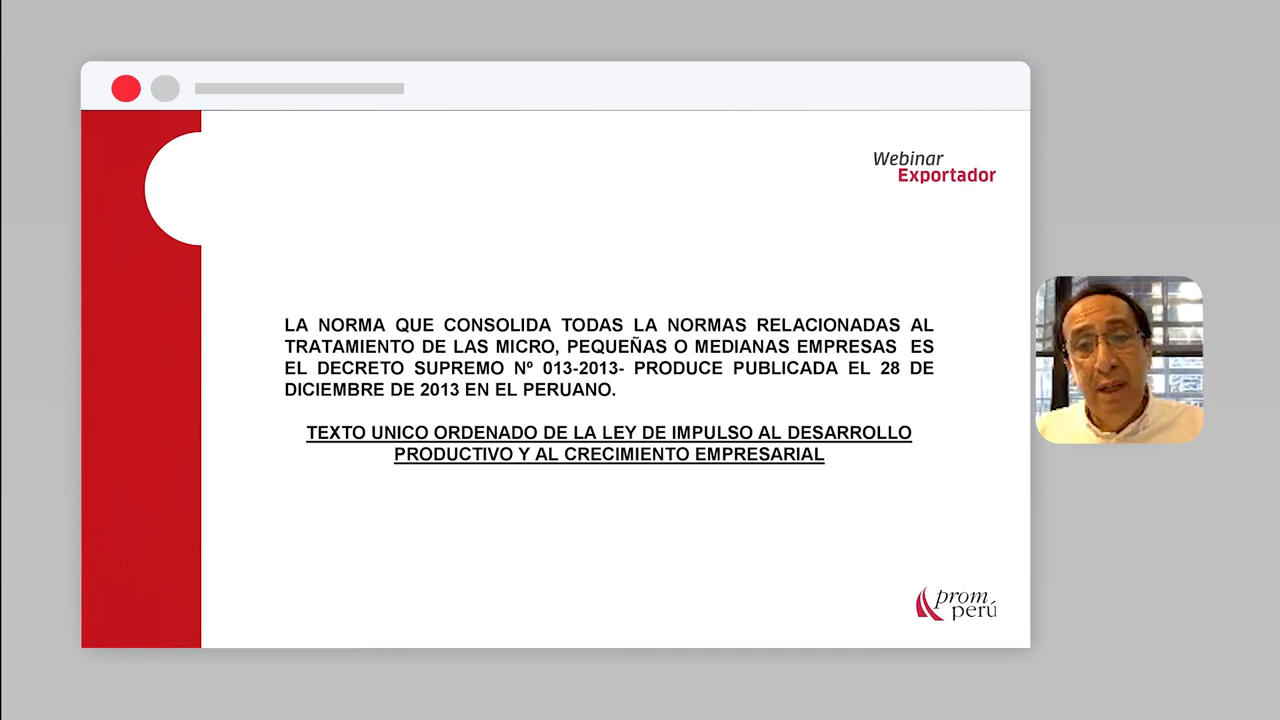 Webinar
Exportador
LA NORMA QUE CONSOLIDA TODAS LA NORMAS RELACIONADAS AL
TRATAMIENTO DE LAS MICRO, PEQUEÑAS O MEDIANAS EMPRESAS ES
EL DECRETO SUPREMO Nº 013-2013- PRODUCE PUBLICADA EL 28 DE
DICIEMBRE DE 2013 EN EL PERUANO.
TEXTO UNICO ORDENADO DE LA LEY DE IMPULSO AL DESARROLLO
PRODUCTIVO Y AL CRECIMIENTO EMPRESARIAL
prom
perú